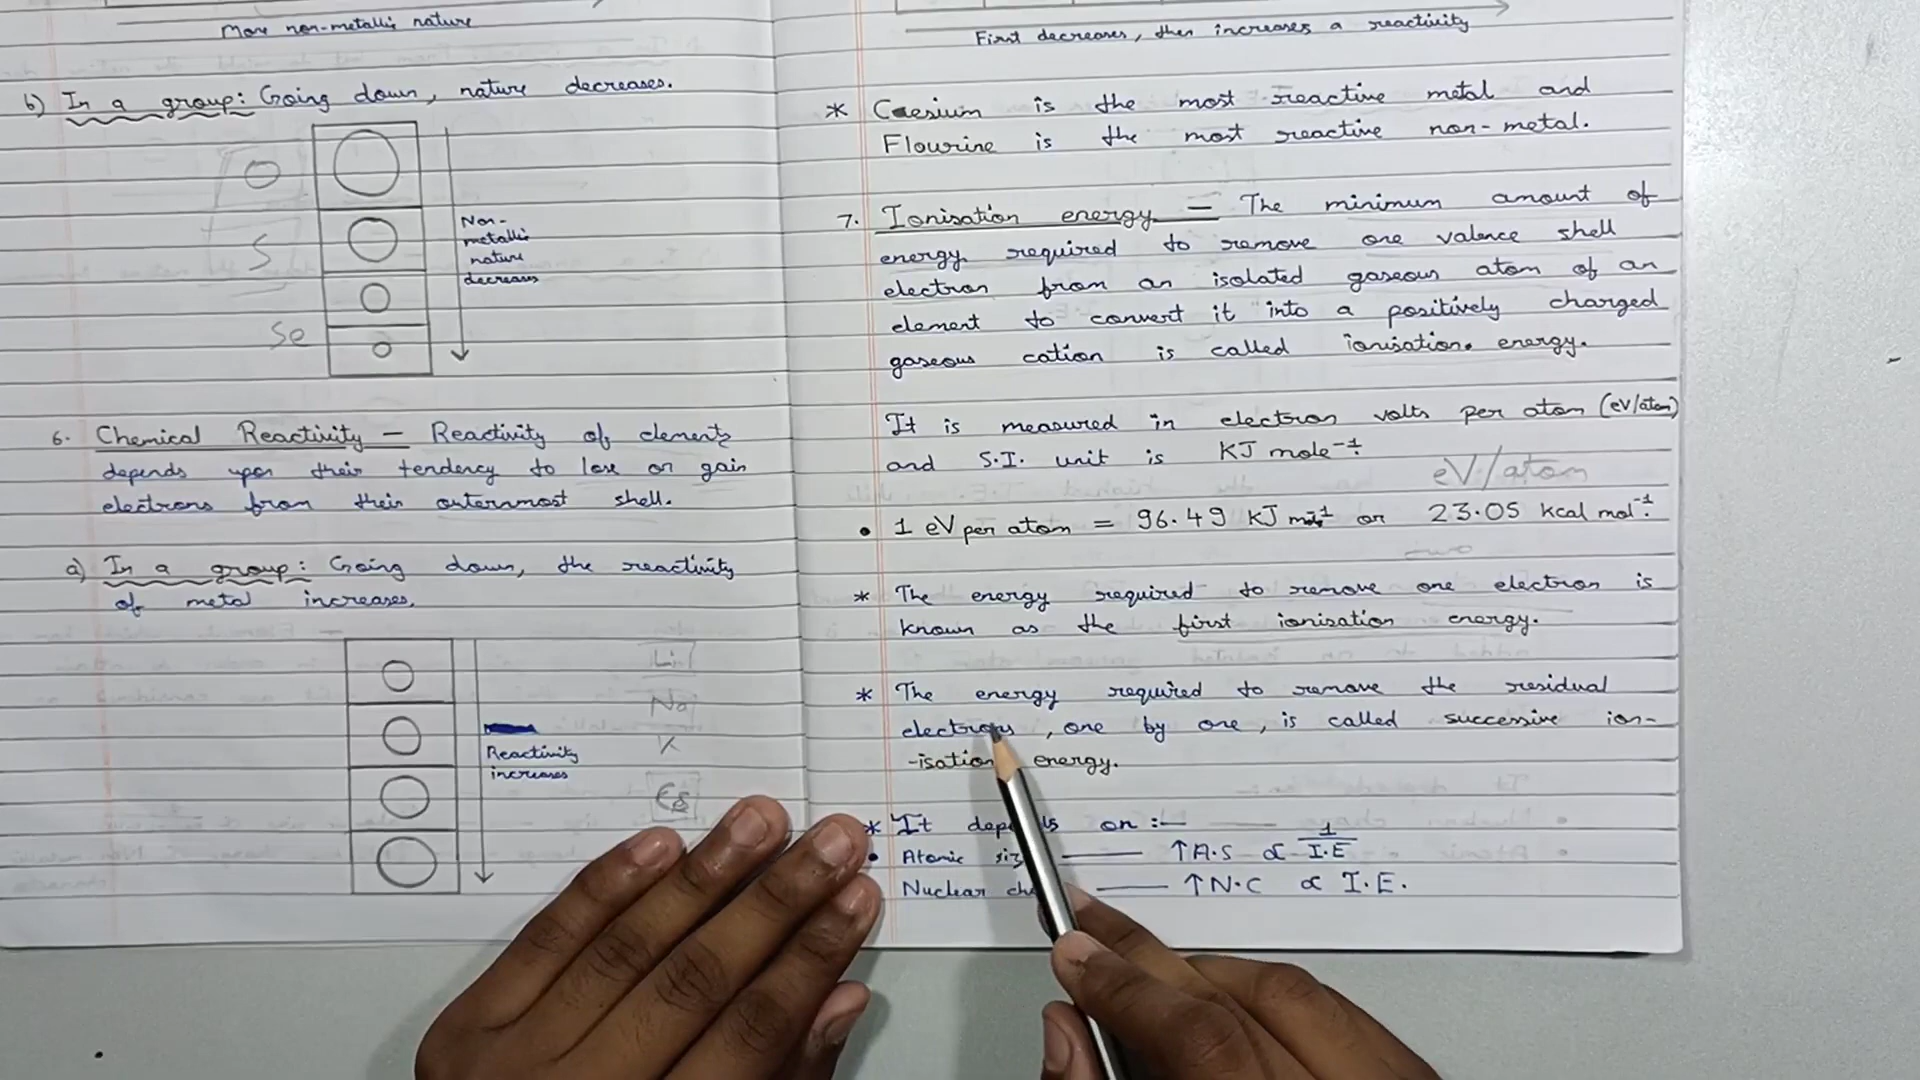 More non-metallic nature
b) In a group: Going down, nature decreases.
O
S
Se
Non-
metallic
nature
decreases
6. Chemical Reactivity — Reactivity of elements
depends upon their tendency to lose or gain
electrons from their outermost shell.
a) In a group: Going down, the reactivity
of metal increases.
Li
Na
K
Cs
Reactivity
increases
First decreases, then increases a reactivity
* Caesium is the most reactive metal and
Flourine is the most reactive non-metal.
7. Ionisation energy — The minimum amount of
energy required to remove one valence shell
electron from an isolated gaseous atom of an
element to convert it into a positively charged
gaseous cation is called ionisation energy.
It is measured in electron volts per atom (eV/atom)
and S.I. unit is KJ mole⁻¹.
eV/atom
• 1 eV per atom = 96.49 KJ mol⁻¹ or 23.05 kcal mol⁻¹.
* The energy required to remove one electron is
known as the first ionisation energy.
* The energy required to remove the residual
electrons, one by one, is called successive ion-
-isation energy.
* It depends on :—
• Atomic size — ↑A.S ∝ 1/I.E
Nuclear — ↑N.C ∝ I.E.